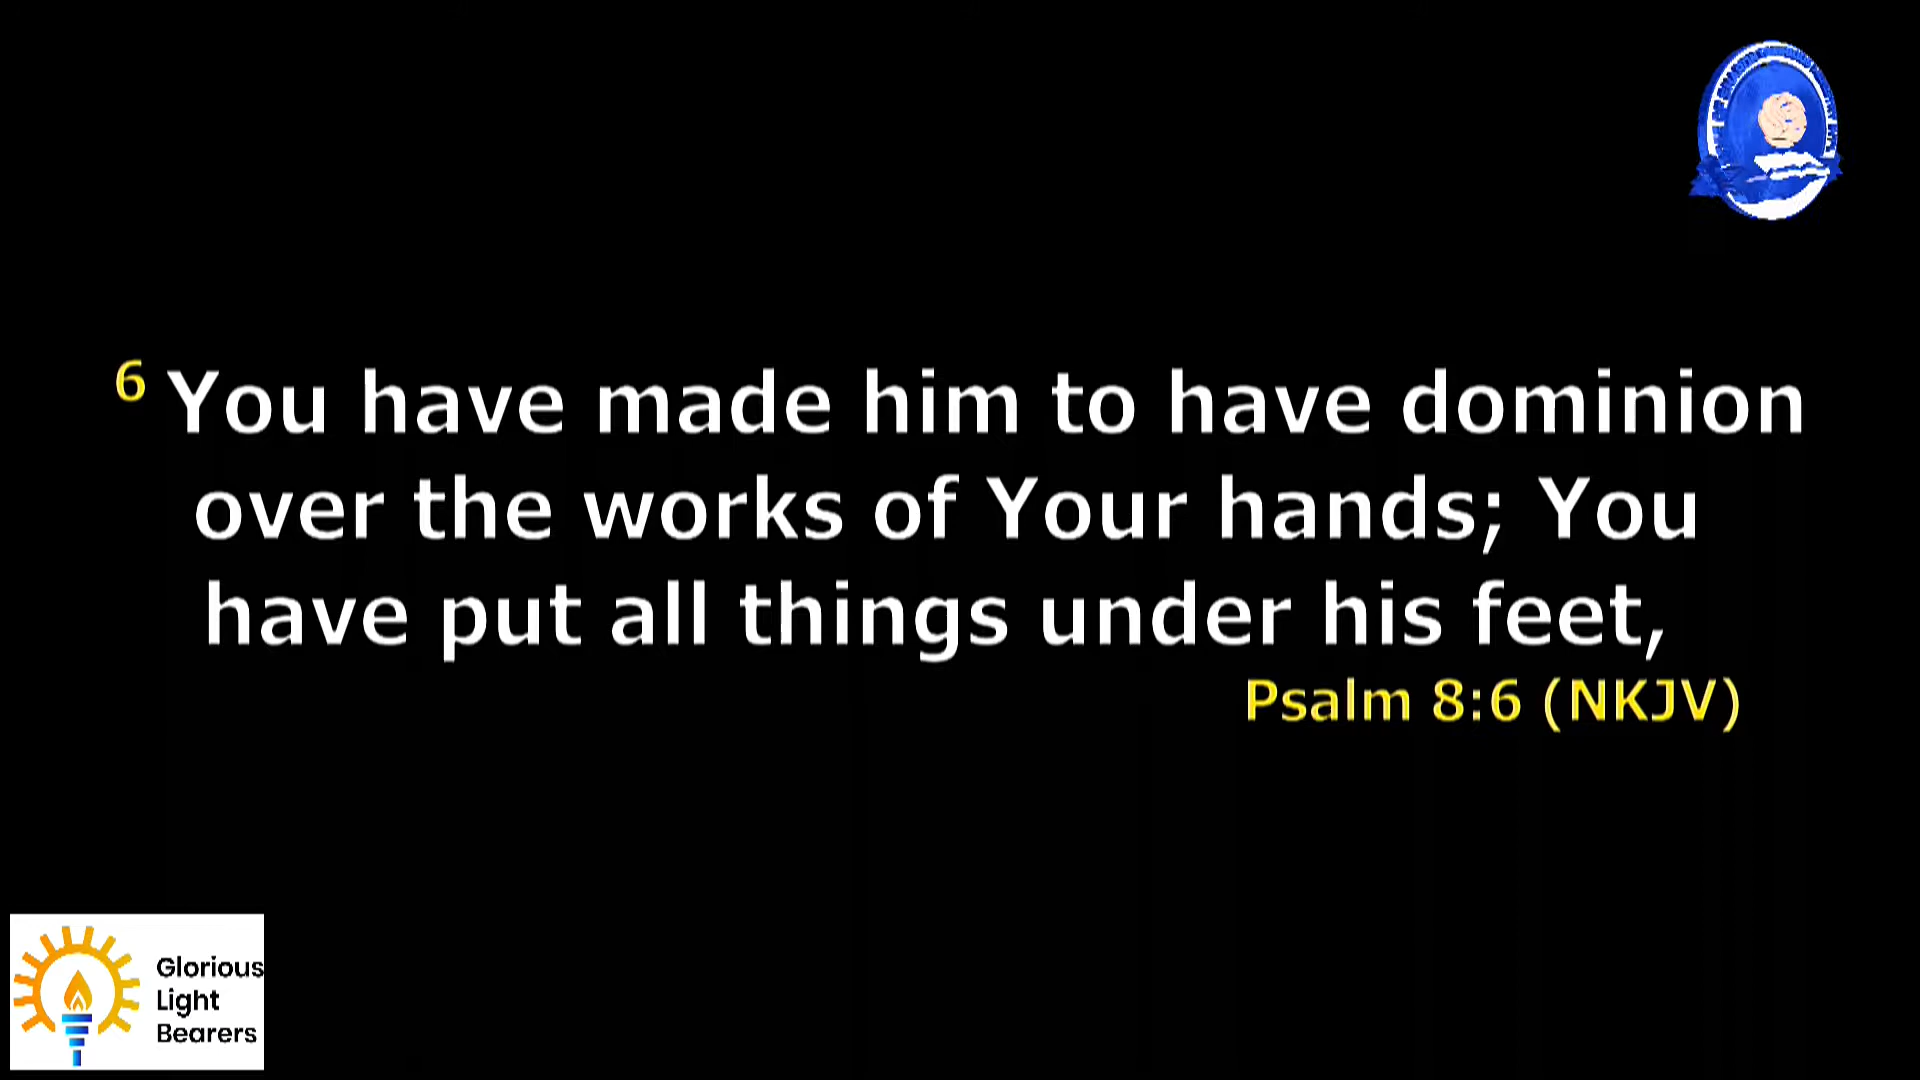 6 You have made him to have dominion
over the works of Your hands; You
have put all things under his feet,
Psalm 8:6 (NKJV)
Glorious
Light
Bearers